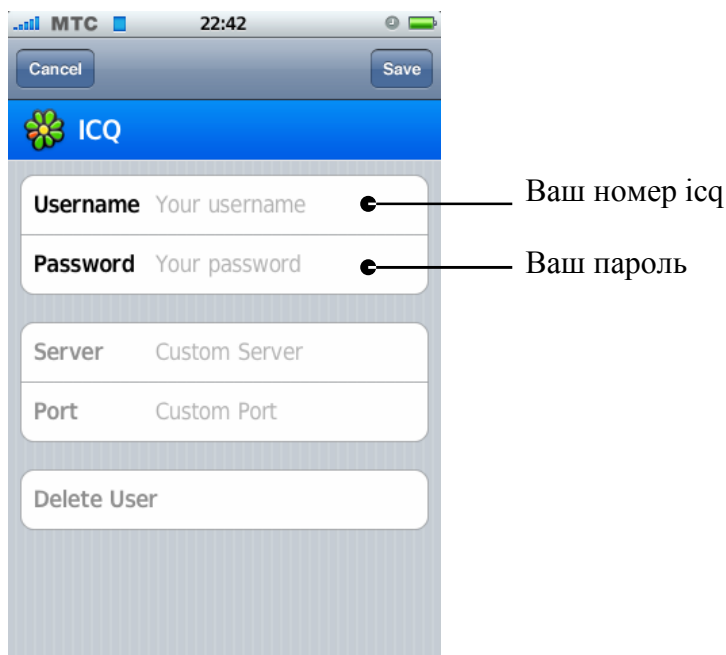 МТС 22:42
Cancel Save
ICQ
Username Your username Ваш номер icq
Password Your password Ваш пароль
Server Custom Server
Port Custom Port
Delete User